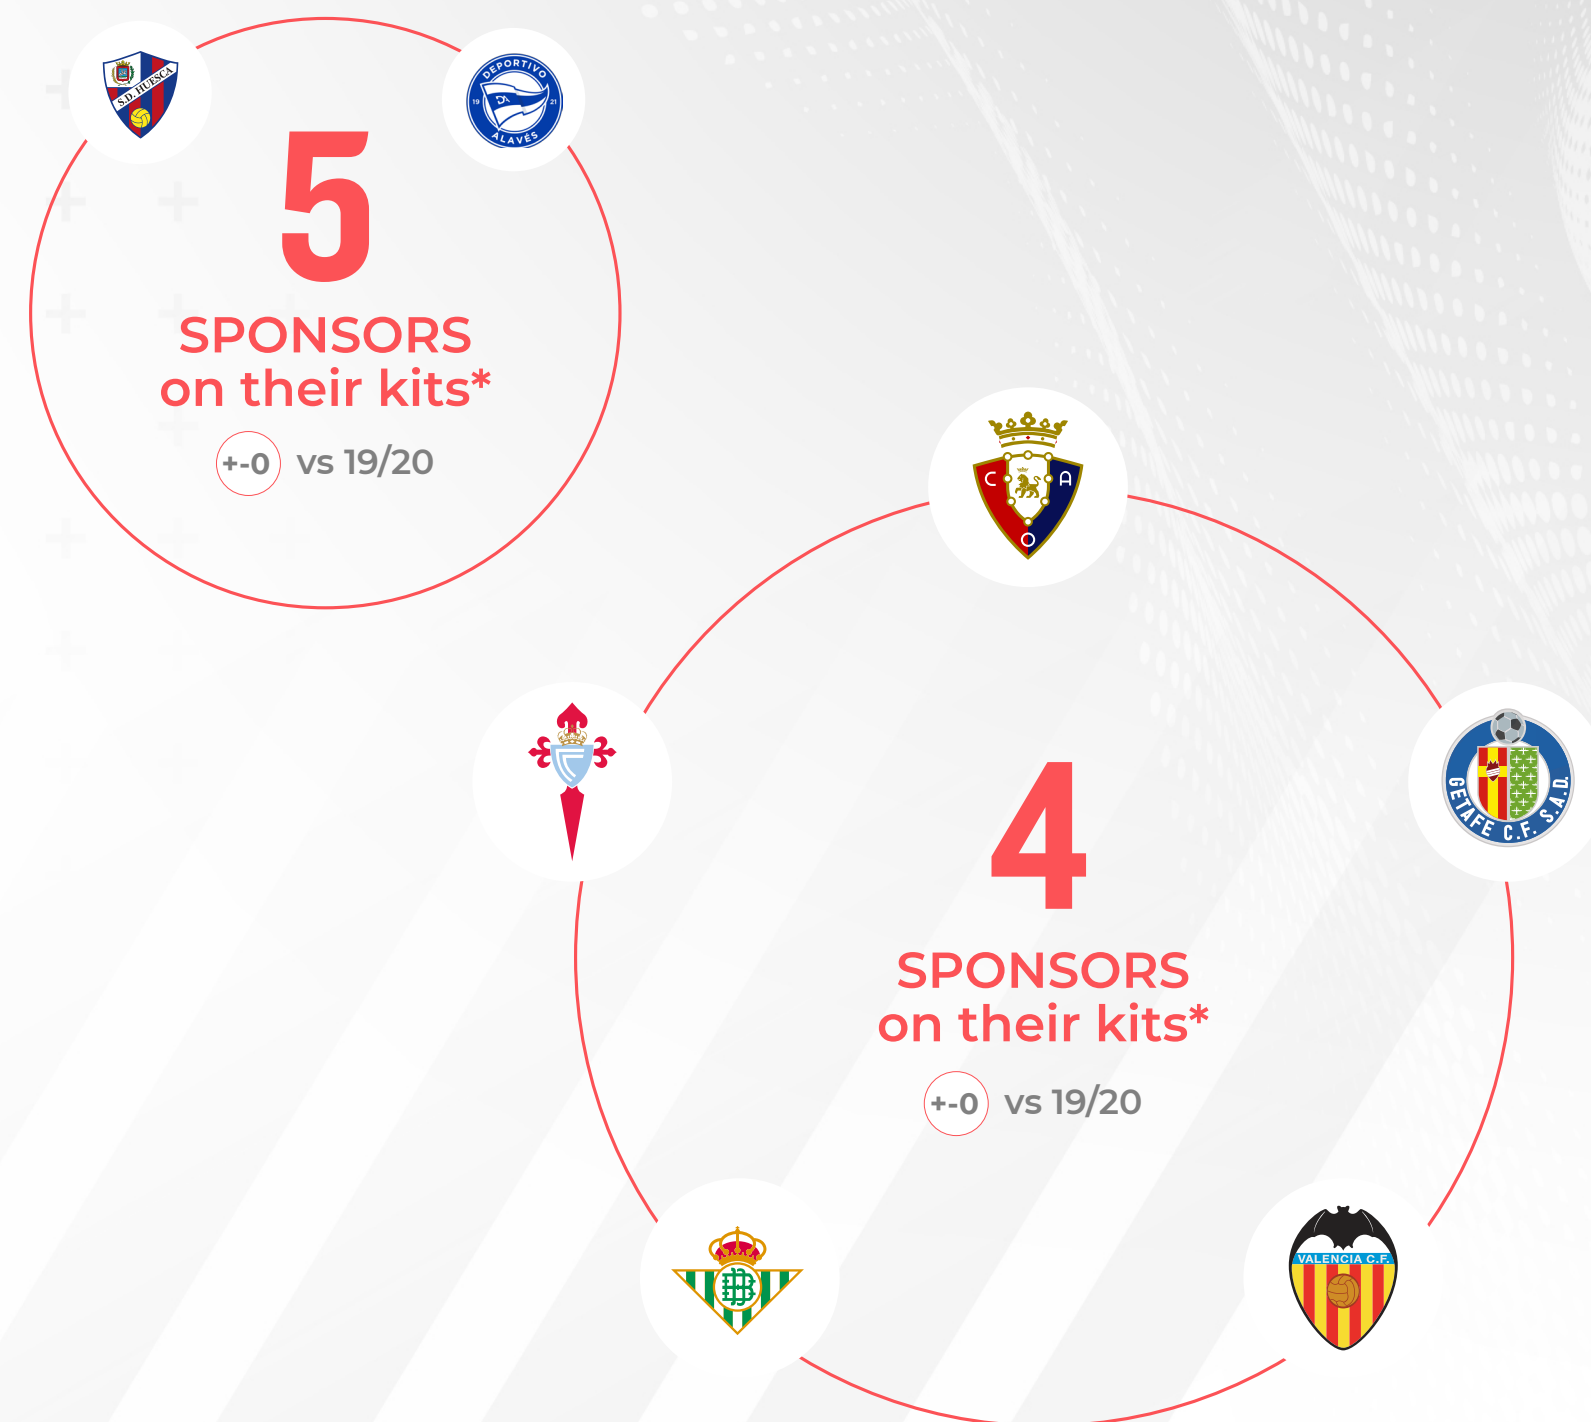 S.D. HUESCA
DEPORTIVO
19 21
ALAVÉS
5
SPONSORS
on their kits*
+-0 vs 19/20
C A
O
GETAFE C.F. S.A.D.
4
SPONSORS
on their kits*
+-0 vs 19/20
VALENCIA C.F.